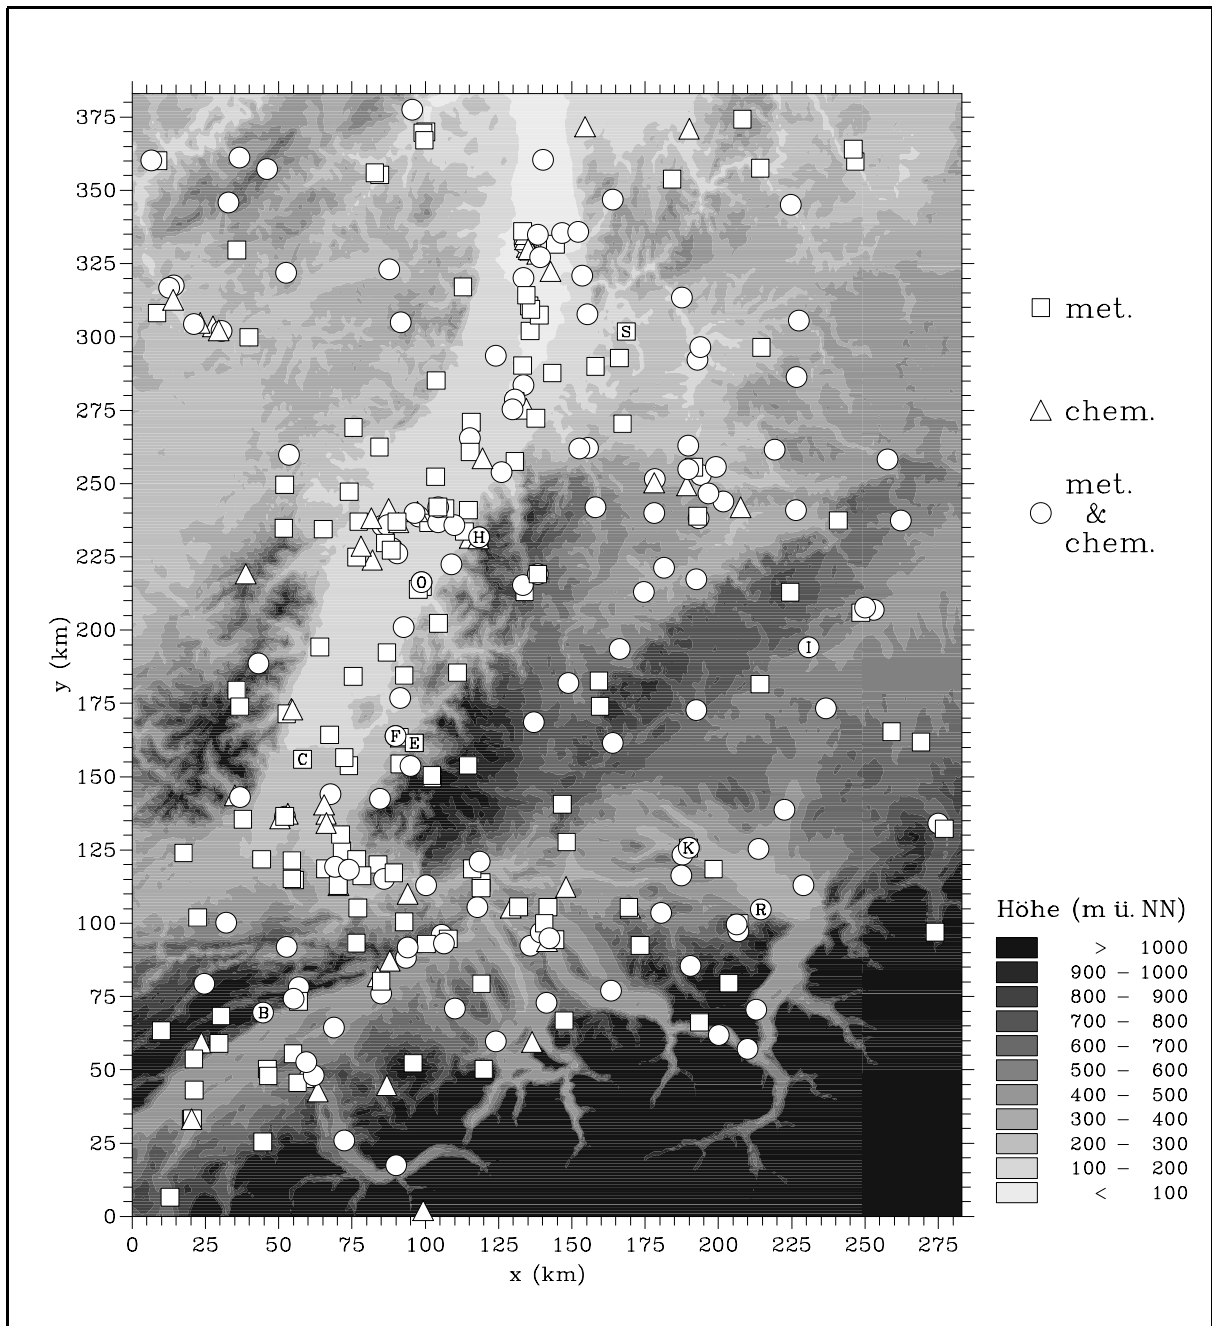 375
350
325
300
275
250
225
200
175
150
125
100
75
50
25
0
y (km)
0 25 50 75 100 125 150 175 200 225 250 275
x (km)
S
H
O
I
F
E
C
K
R
B
met.
chem.
met.
&
chem.
Höhe (m ü. NN)
> 1000
900 – 1000
800 – 900
700 – 800
600 – 700
500 – 600
400 – 500
300 – 400
200 – 300
100 – 200
< 100